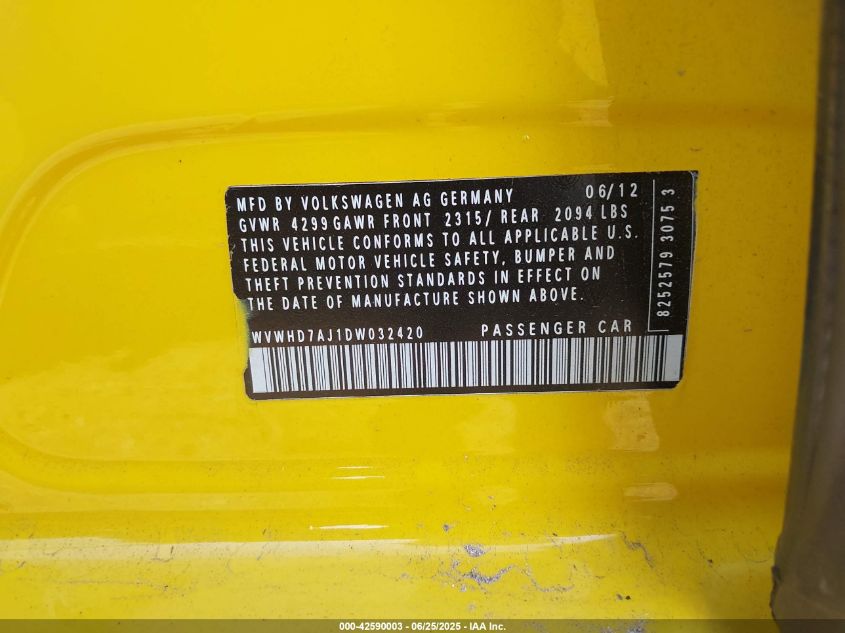 MFD BY VOLKSWAGEN AG GERMANY 06/12
GVWR 4299 GAWR FRONT 2315/ REAR 2094 LBS
THIS VEHICLE CONFORMS TO ALL APPLICABLE U.S.
FEDERAL MOTOR VEHICLE SAFETY, BUMPER AND
THEFT PREVENTION STANDARDS IN EFFECT ON
THE DATE OF MANUFACTURE SHOWN ABOVE.
WVWHD7AJ1DW032420 PASSENGER CAR
8252579 30753
000-42590003 - 06/25/2025 - IAA Inc.